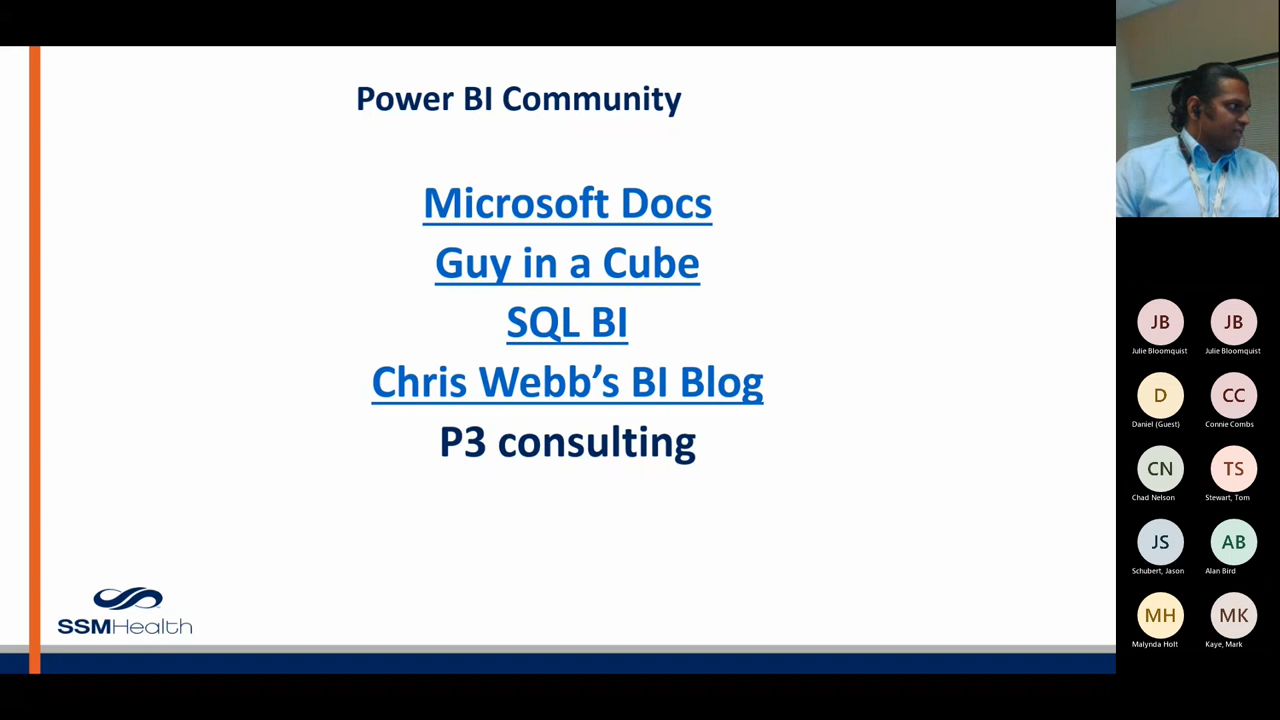 Power BI Community
Microsoft Docs
Guy in a Cube
SQL BI
Chris Webb’s BI Blog
P3 consulting
SSMHealth
JB JB
Julie Bloomquist Julie Bloomquist
D CC
Daniel (Guest) Connie Combs
CN TS
Chad Nelson Stewart, Tom
JS AB
Schubert, Jason Alan Bird
MH MK
Malynda Holt Kaye, Mark